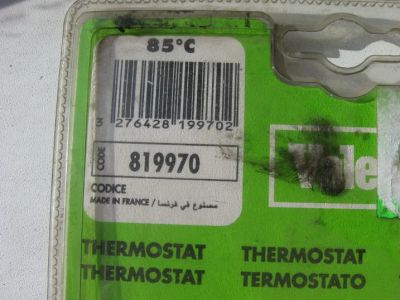 85°C
3 276428 199702
CODE 819970
CODICE
MADE IN FRANCE / مصنوع في فرنسا
THERMOSTAT THERMOSTAT
THERMOSTAT TERMOSTATO